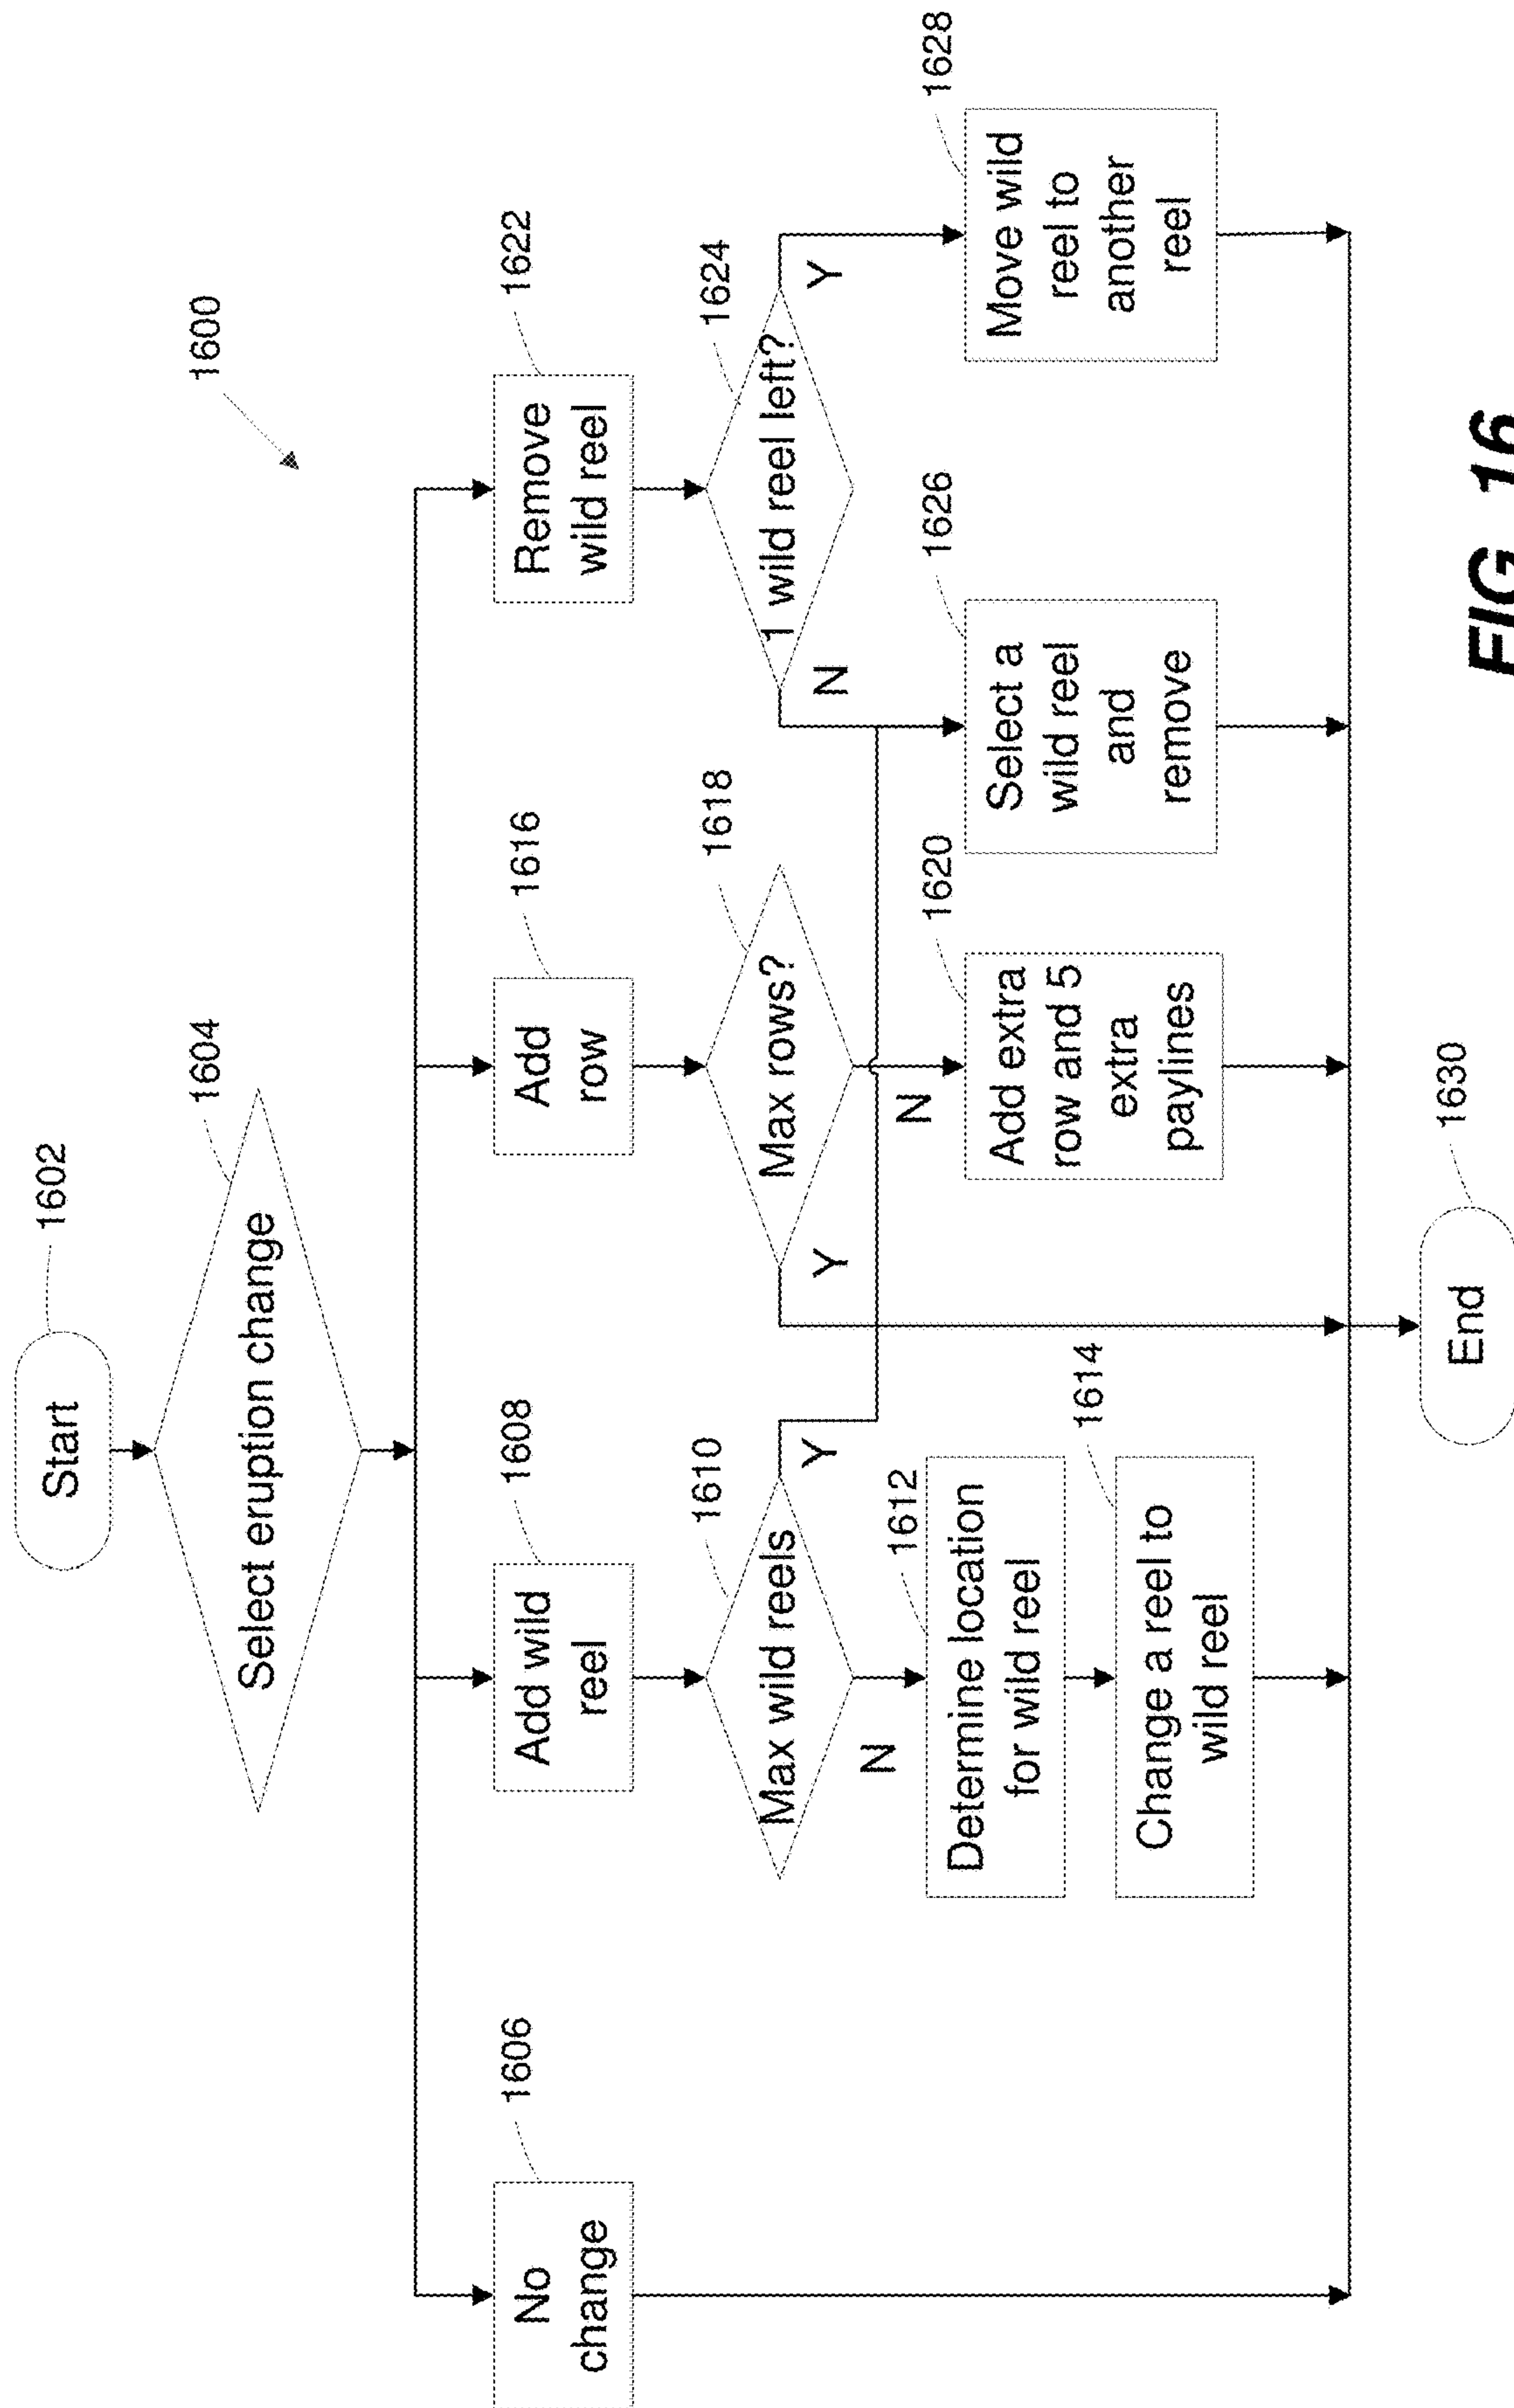 1600
Start
1602
Select eruption change
1604
No
change
1606
Add wild
reel
1608
Add
row
1616
Remove
wild reel
1622
Max wild reels
1610
Y
N
Max rows?
1618
Y
N
1 wild reel left?
1624
N
Y
Determine location
for wild reel
1612
Change a reel to
wild reel
1614
Add extra
row and 5
extra
paylines
1620
Select a
wild reel
and
remove
1626
Move wild
reel to
another
reel
1628
End
1630
FIG. 16